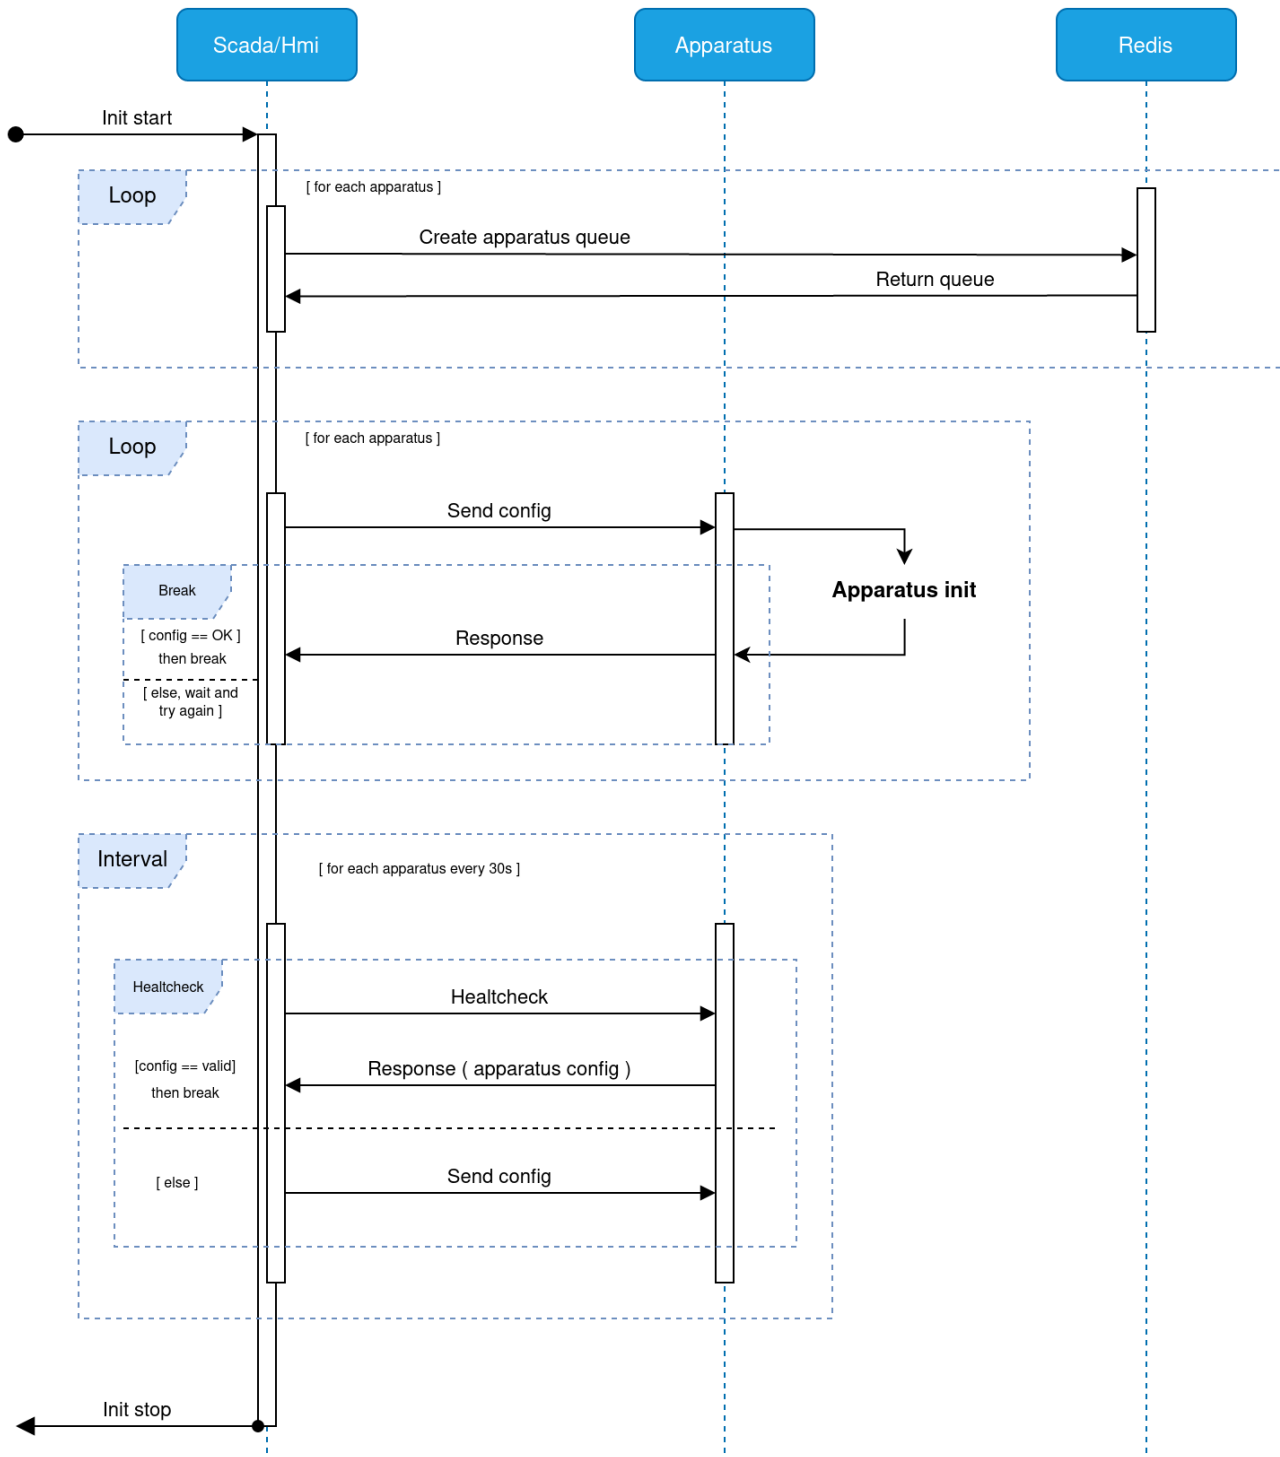 Scada/Hmi
Apparatus
Redis
Init start
Loop
[ for each apparatus ]
Create apparatus queue
Return queue
Loop
[ for each apparatus ]
Send config
Break
Apparatus init
[ config == OK ]
then break
Response
[ else, wait and
try again ]
Interval
[ for each apparatus every 30s ]
Healtcheck
Healtcheck
[config == valid]
then break
Response ( apparatus config )
[ else ]
Send config
Init stop